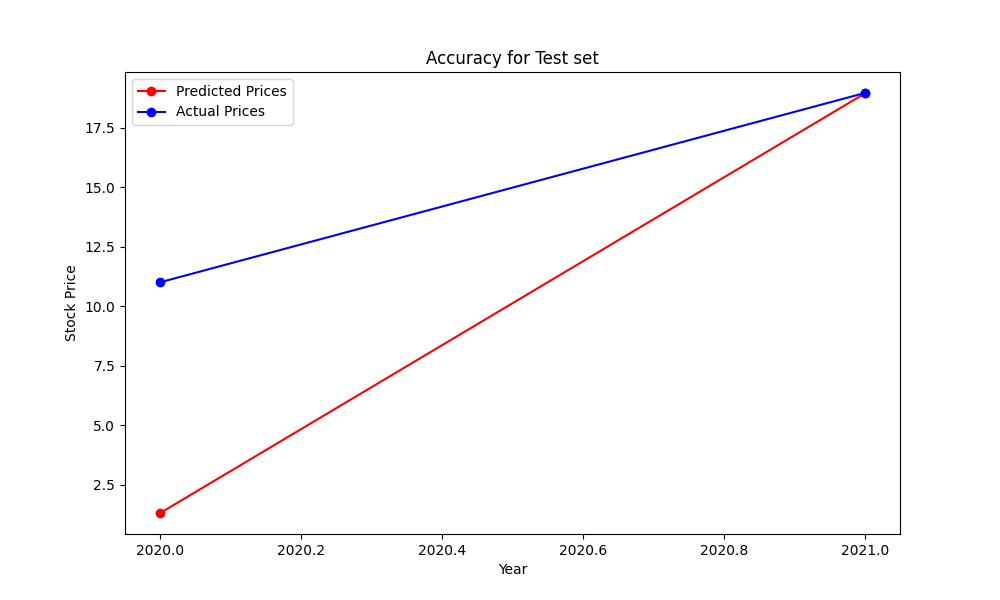 Accuracy for Test set
Predicted Prices
Actual Prices
Stock Price
17.5
15.0
12.5
10.0
7.5
5.0
2.5
2020.0
2020.2
2020.4
2020.6
2020.8
2021.0
Year